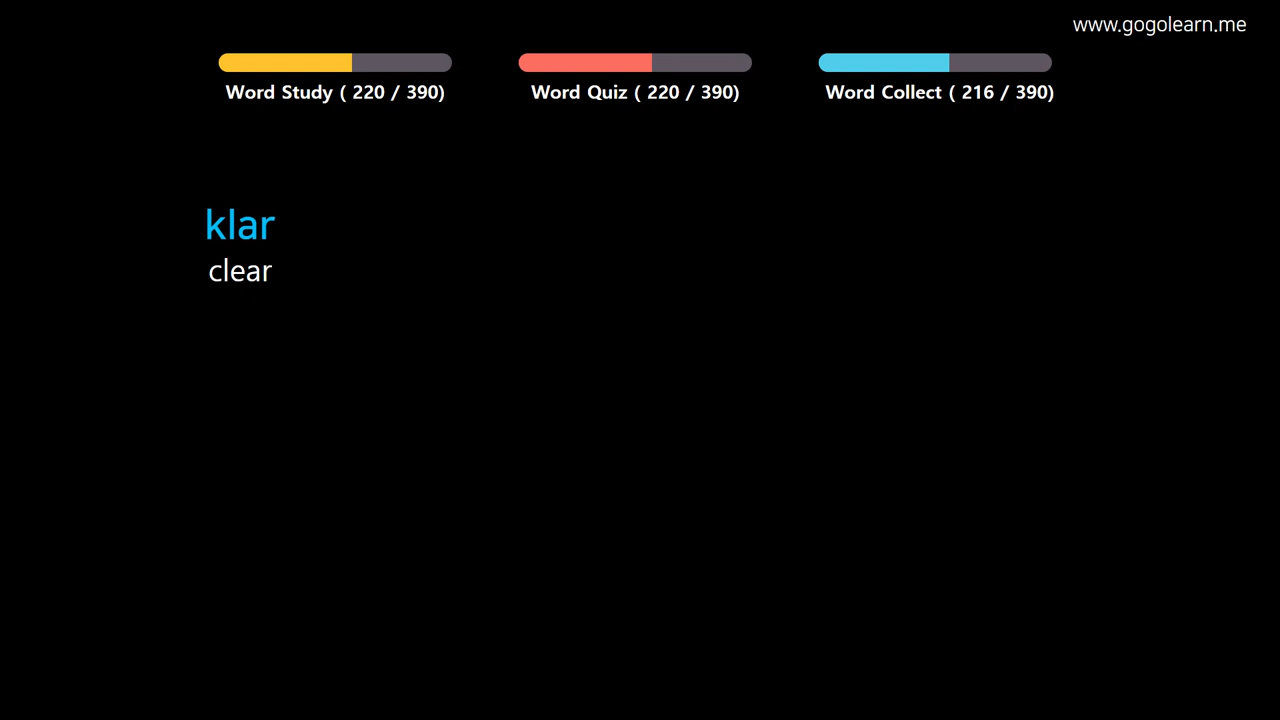 www.gogolearn.me
Word Study ( 220 / 390)
Word Quiz ( 220 / 390)
Word Collect ( 216 / 390)
klar
clear